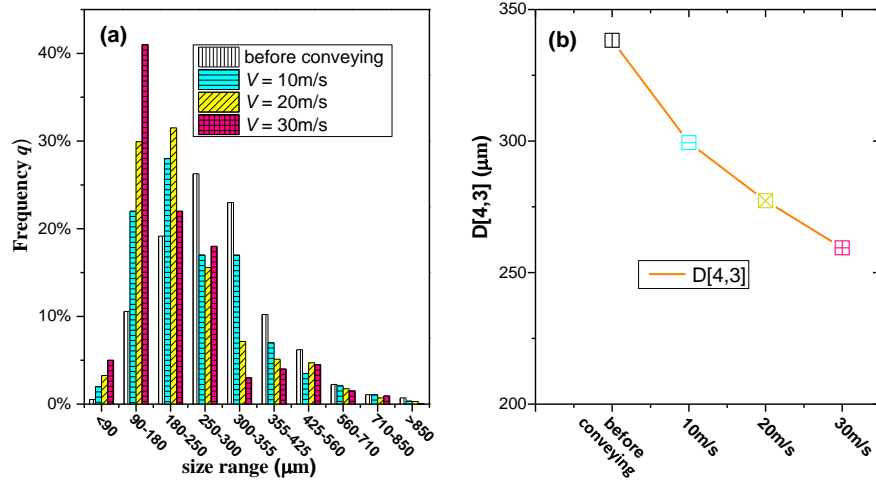 (a)
before conveying
V = 10m/s
V = 20m/s
V = 30m/s
40%
30%
20%
10%
0%
Frequency q)
<90
90-180
180-250
250-300
300-355
355-425
425-560
560-710
710-850
>850
size range (μm)
(b)
350
300
250
200
D[4,3] (μm)
D[4,3]
before
conveying
10m/s
20m/s
30m/s